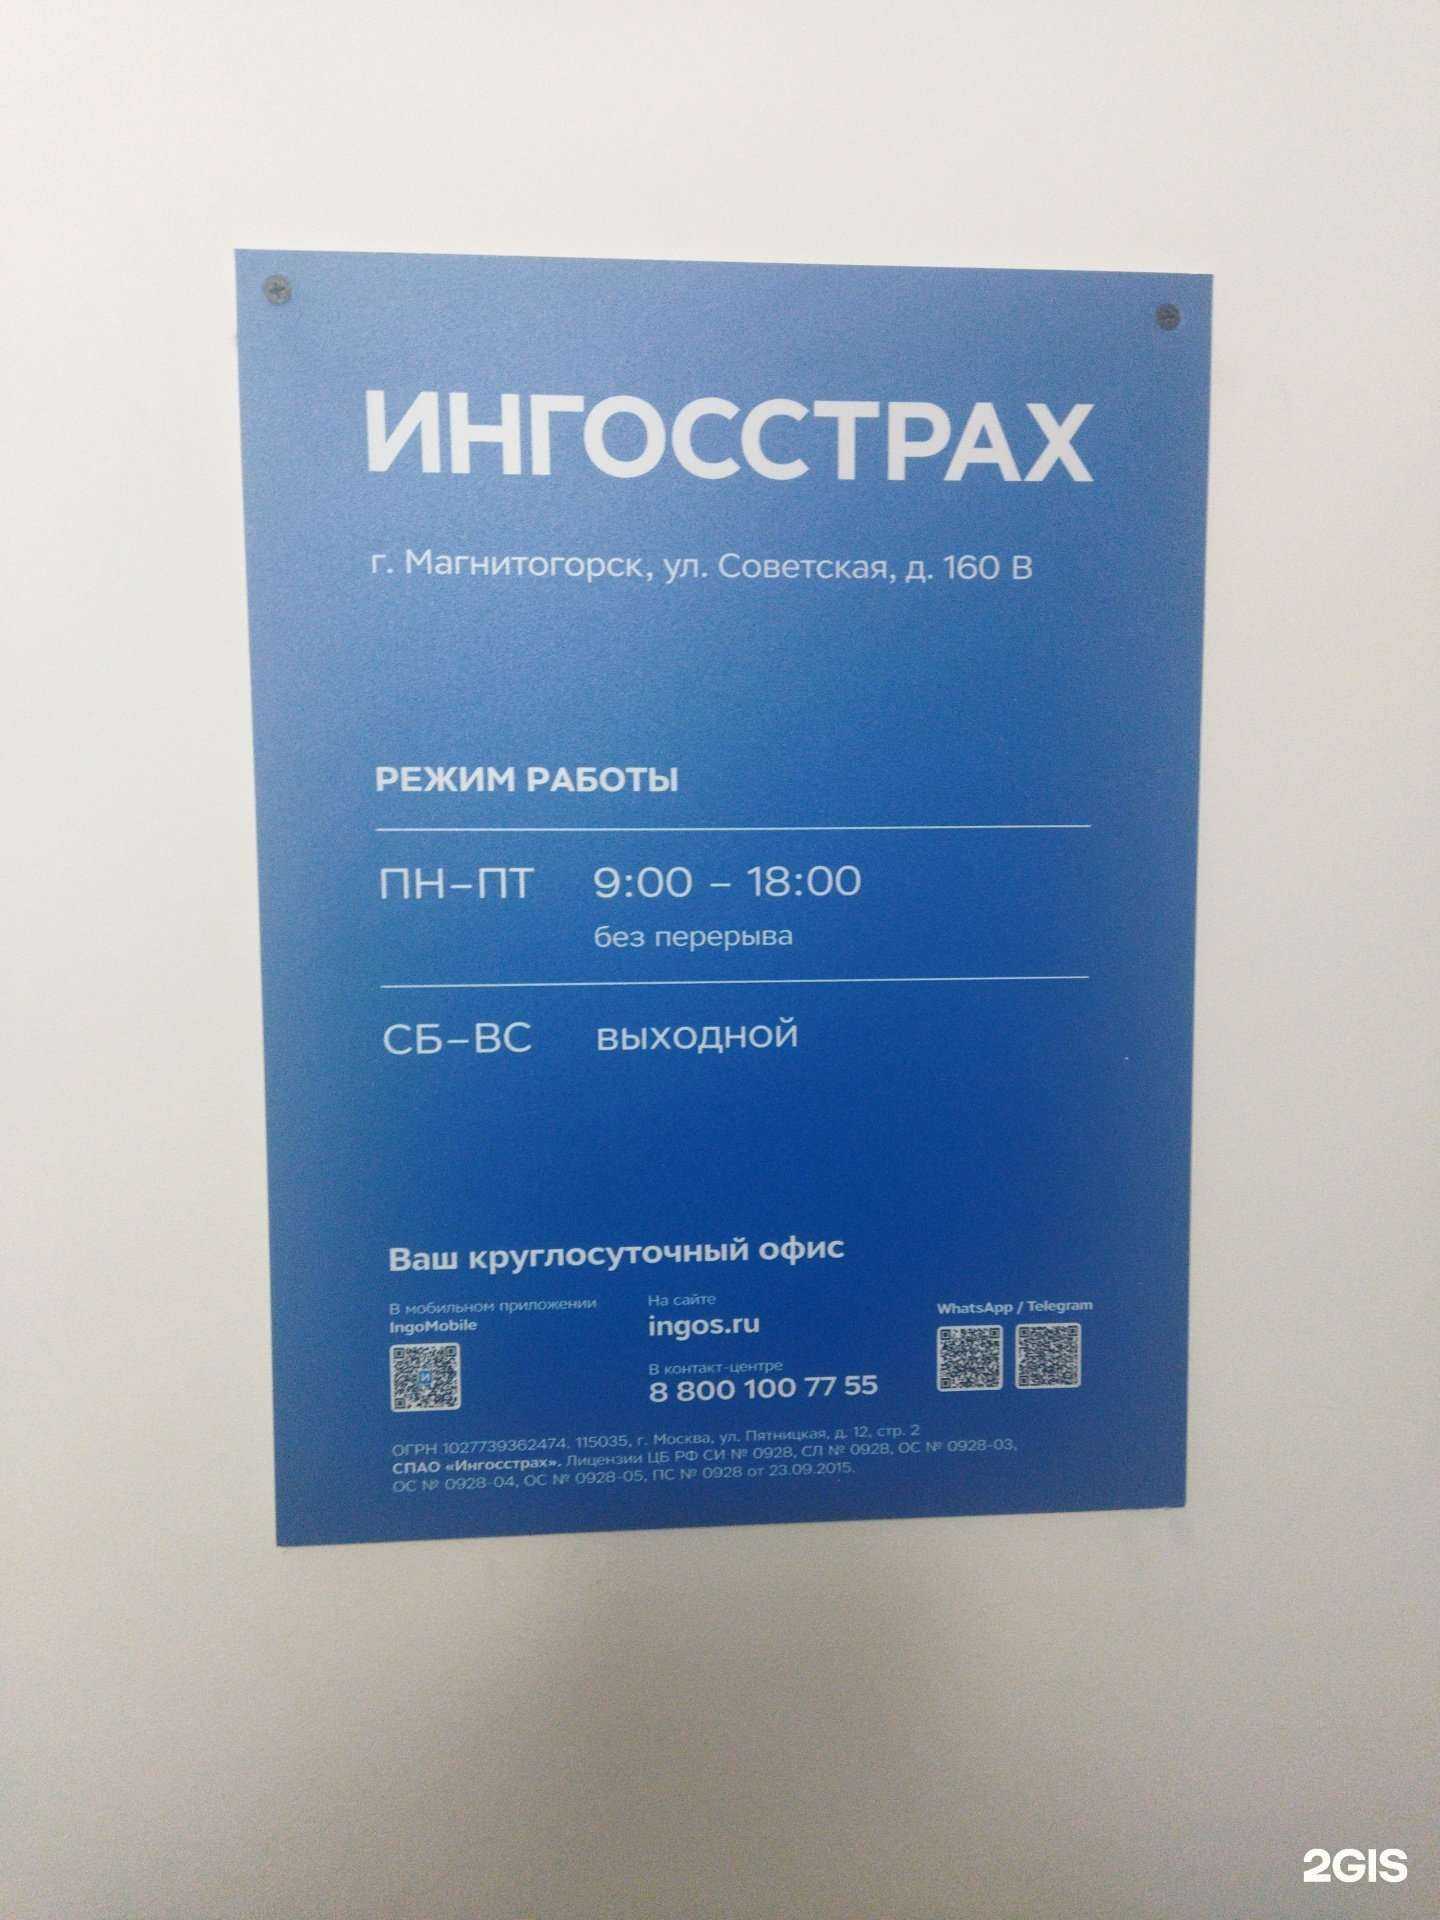 ИНГОССТРАХ
г. Магнитогорск, ул. Советская, д. 160 В
РЕЖИМ РАБОТЫ
ПН–ПТ 9:00 – 18:00
без перерыва
СБ–ВС выходной
Ваш круглосуточный офис
В мобильном приложении
IngoMobile
На сайте
ingos.ru
В контакт-центре
8 800 100 77 55
WhatsApp / Telegram
ОГРН 1027739362474. 115035, г. Москва, ул. Пятницкая, д. 12, стр. 2
СПАО «Ингосстрах». Лицензии ЦБ РФ СИ № 0928, СЛ № 0928, ОС № 0928-03,
ОС № 0928-04, ОС № 0928-05, ПС № 0928 от 23.09.2015.
2GIS